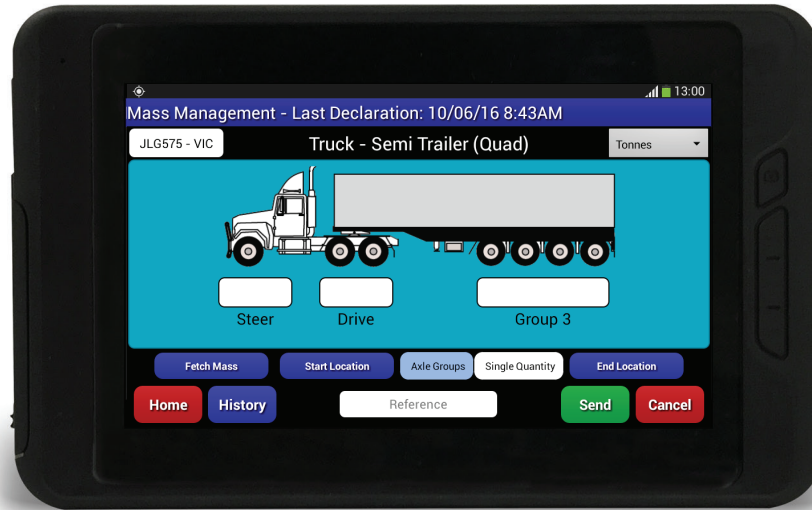 13:00
Mass Management - Last Declaration: 10/06/16 8:43AM
JLG575 - VIC
Truck - Semi Trailer (Quad)
Tonnes
Steer
Drive
Group 3
Fetch Mass
Start Location
Axle Groups
Single Quantity
End Location
Home
History
Reference
Send
Cancel